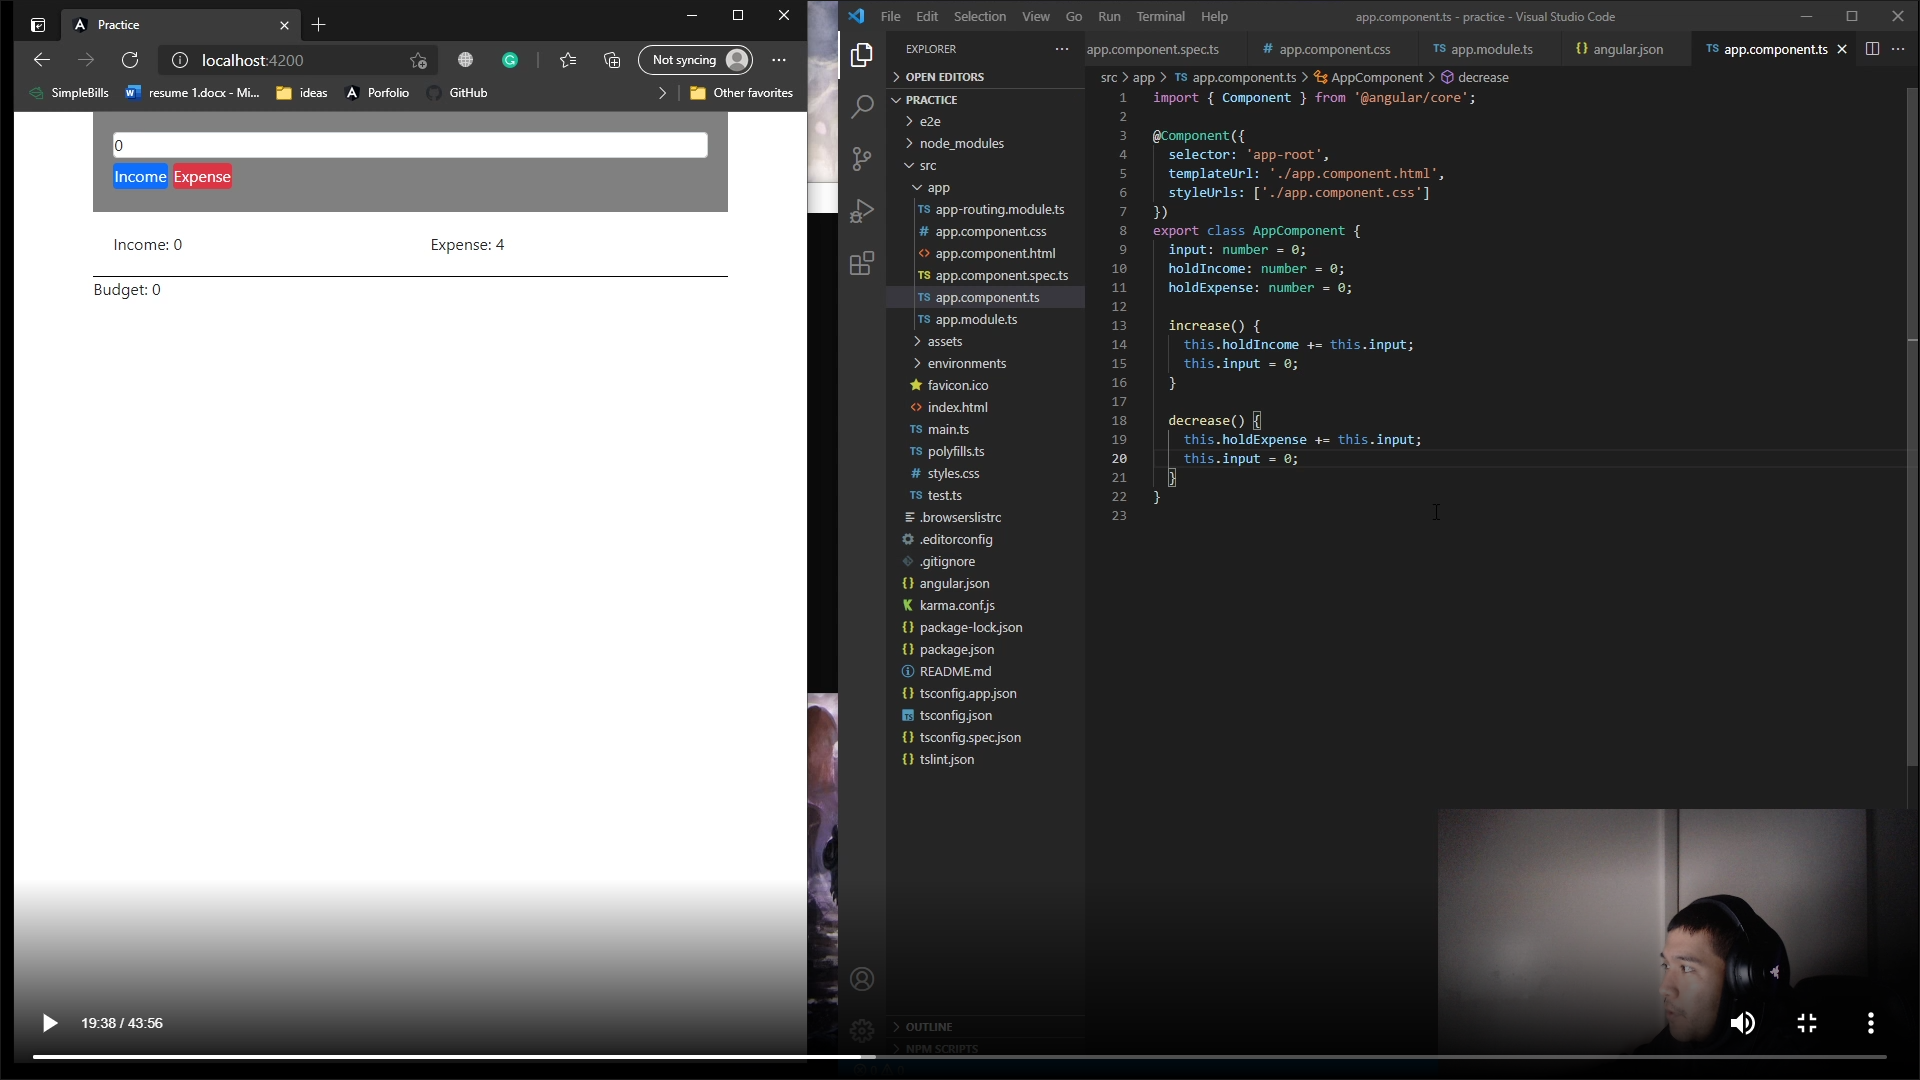 Practice
localhost:4200
Not syncing
SimpleBills
resume 1.docx - Mi...
ideas
Porfolio
GitHub
Other favorites
0
Income Expense
Income: 0
Expense: 4
Budget: 0
File Edit Selection View Go Run Terminal Help
app.component.ts - practice - Visual Studio Code
EXPLORER
OPEN EDITORS
PRACTICE
e2e
node_modules
src
app
TS app-routing.module.ts
# app.component.css
<> app.component.html
TS app.component.spec.ts
TS app.component.ts
TS app.module.ts
assets
environments
favicon.ico
<> index.html
TS main.ts
TS polyfills.ts
# styles.css
TS test.ts
.browserslistrc
.editorconfig
.gitignore
{} angular.json
karma.conf.js
{} package-lock.json
{} package.json
README.md
{} tsconfig.app.json
TS tsconfig.json
{} tsconfig.spec.json
{} tslint.json
OUTLINE
NPM SCRIPTS
app.component.spec.ts # app.component.css TS app.module.ts {} angular.json TS app.component.ts
src > app > TS app.component.ts > AppComponent > decrease
1 import { Component } from '@angular/core';
2
3 @Component({
4 selector: 'app-root',
5 templateUrl: './app.component.html',
6 styleUrls: ['./app.component.css']
7 })
8 export class AppComponent {
9 input: number = 0;
10 holdIncome: number = 0;
11 holdExpense: number = 0;
12
13 increase() {
14 this.holdIncome += this.input;
15 this.input = 0;
16 }
17
18 decrease() {
19 this.holdExpense += this.input;
20 this.input = 0;
21 }
22 }
23
19:38 / 43:56